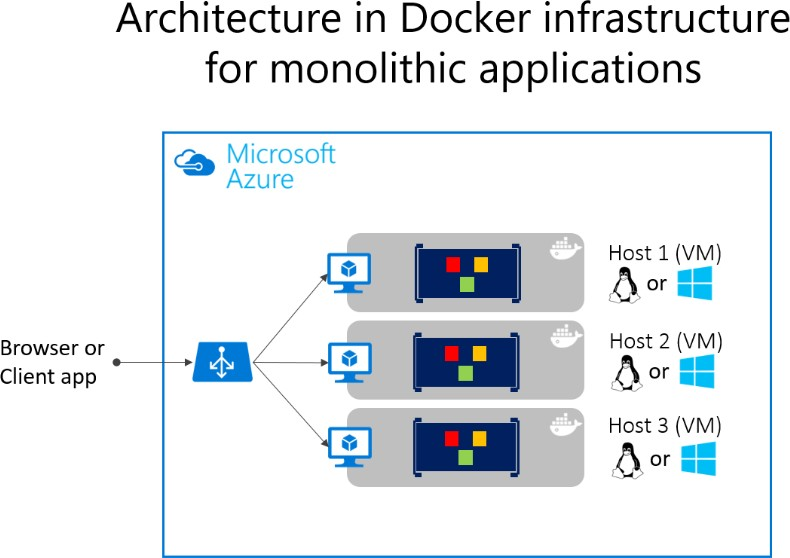 Architecture in Docker infrastructure
for monolithic applications
Microsoft
Azure
Host 1 (VM)
or
Browser or
Client app
Host 2 (VM)
or
Host 3 (VM)
or